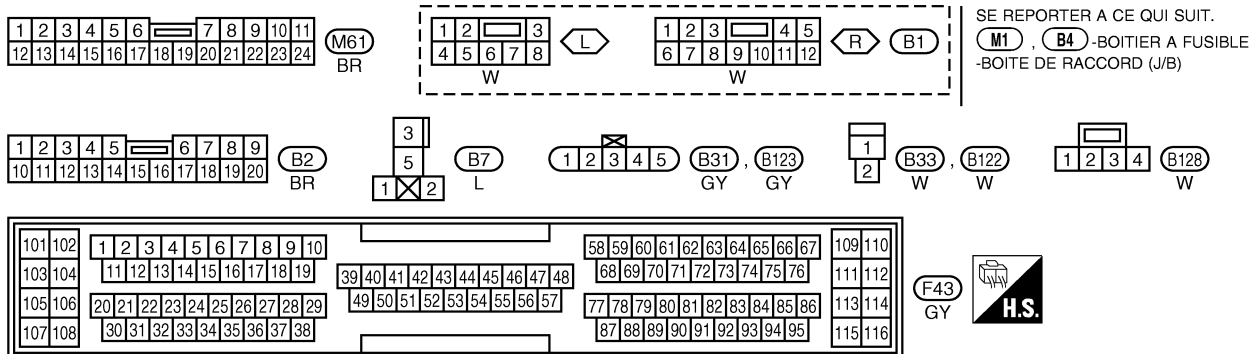 1 2 3 4 5 6 7 8 9 10 11
12 13 14 15 16 17 18 19 20 21 22 23 24
M61
BR
1 2 3
4 5 6 7 8
W
L
1 2 3 4 5
6 7 8 9 10 11 12
W
R
B1
SE REPORTER A CE QUI SUIT.
M1 , B4 -BOITIER A FUSIBLE
-BOITE DE RACCORD (J/B)
1 2 3 4 5 6 7 8 9
10 11 12 13 14 15 16 17 18 19 20
B2
BR
3
5
1 2
B7
L
1 2 3 4 5
B31 , B123
GY GY
1
2
B33 , B122
W W
1 2 3 4
B128
W
101 102
103 104
105 106
107 108
1 2 3 4 5 6 7 8 9 10
11 12 13 14 15 16 17 18 19
20 21 22 23 24 25 26 27 28 29
30 31 32 33 34 35 36 37 38
39 40 41 42 43 44 45 46 47 48
49 50 51 52 53 54 55 56 57
58 59 60 61 62 63 64 65 66 67
68 69 70 71 72 73 74 75 76
77 78 79 80 81 82 83 84 85 86
87 88 89 90 91 92 93 94 95
109 110
111 112
113 114
115 116
F43
GY
H.S.